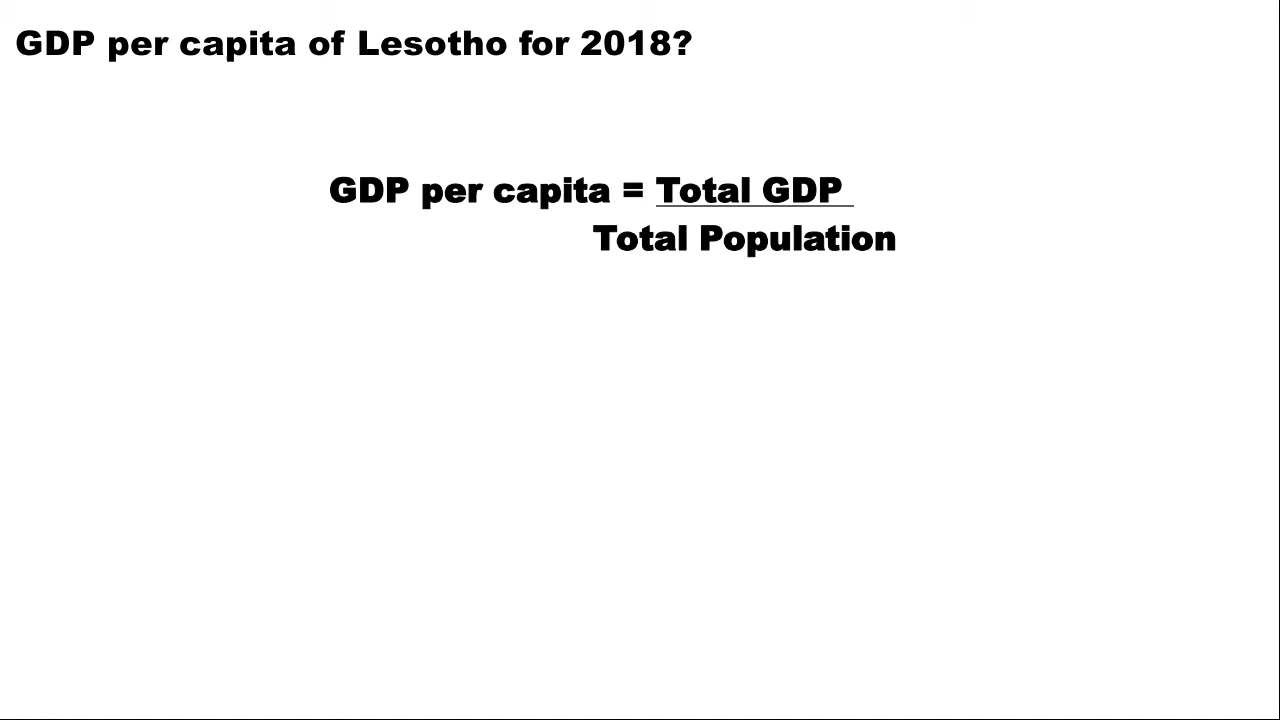 GDP per capita of Lesotho for 2018?
GDP per capita = Total GDP
Total Population